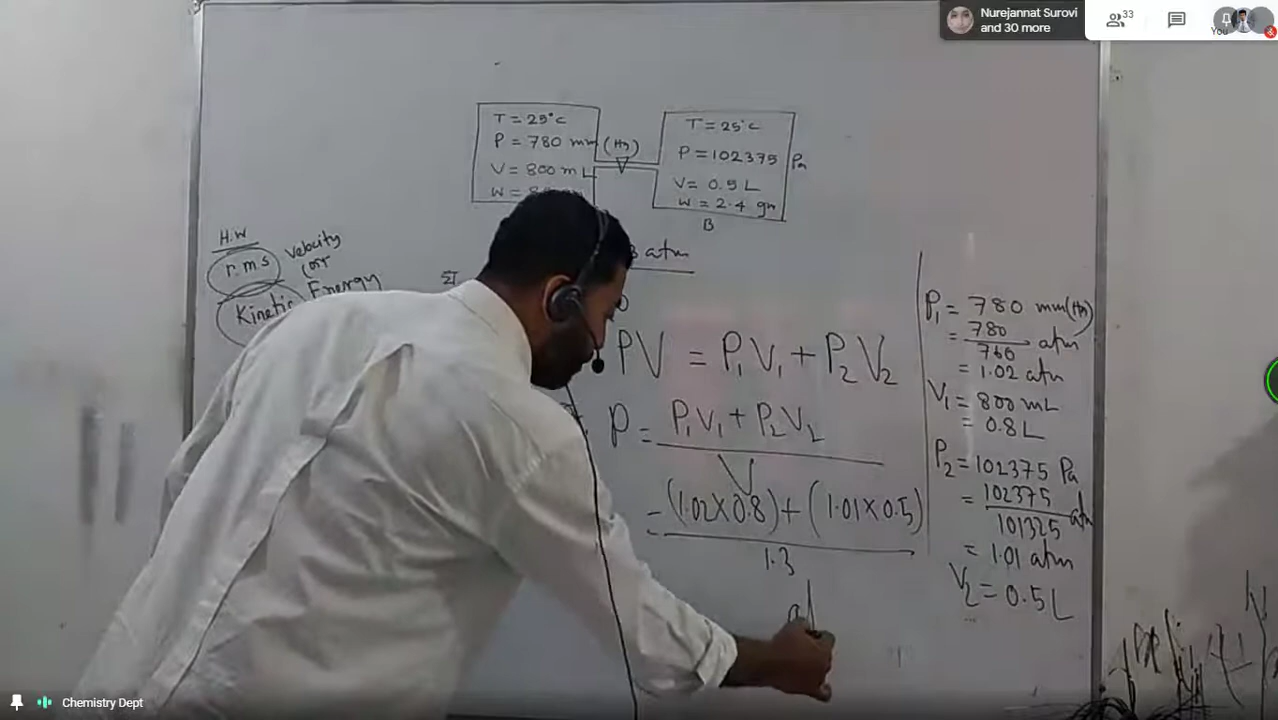 Nurejannat Surovi
and 30 more
33
You
T = 25°C
P = 780 mm (Hg)
V = 800 mL
W =
T = 25°C
P = 102375 Pa
V = 0.5 L
W = 2.4 gm
B
H.W
r.m.s velocity
or
Kinetic Energy
atm
PV = P₁V₁ + P₂V₂
P = P₁V₁ + P₂V₂
V
= (1.02×0.8) + (1.01×0.5)
1.3
P₁ = 780 mm(Hg)
= 780
760 atm
= 1.02 atm
V₁ = 800 mL
= 0.8 L
P₂ = 102375 Pa
= 102375
101325 atm
= 1.01 atm
V₂ = 0.5 L
Chemistry Dept